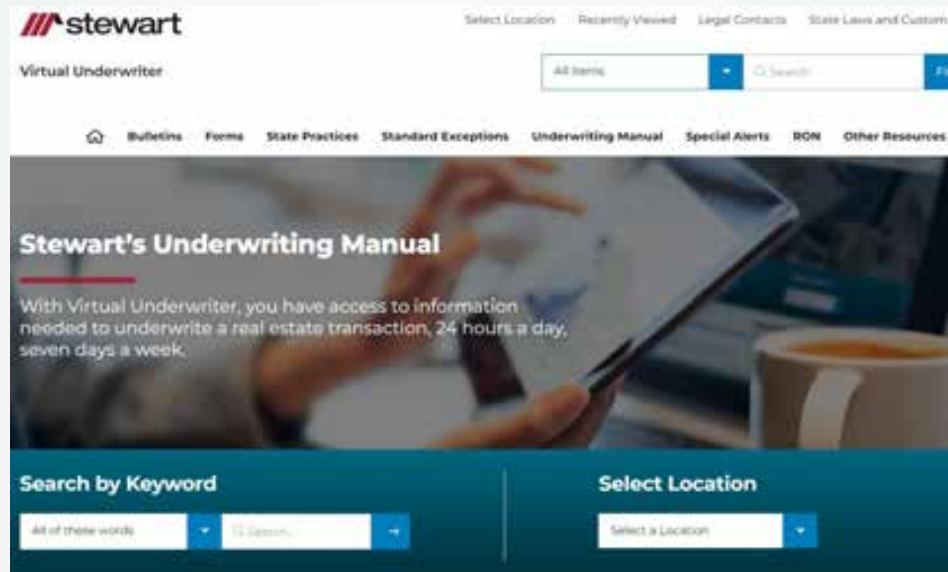 stewart
Select Location Recently Viewed Legal Contacts State Laws and Custom
Virtual Underwriter
All Items Search
Bulletins Forms State Practices Standard Exceptions Underwriting Manual Special Alerts RON Other Resources
Stewart's Underwriting Manual
With Virtual Underwriter, you have access to information
needed to underwrite a real estate transaction, 24 hours a day,
seven days a week.
Search by Keyword
Select Location
All of these words Search...
Select a Location